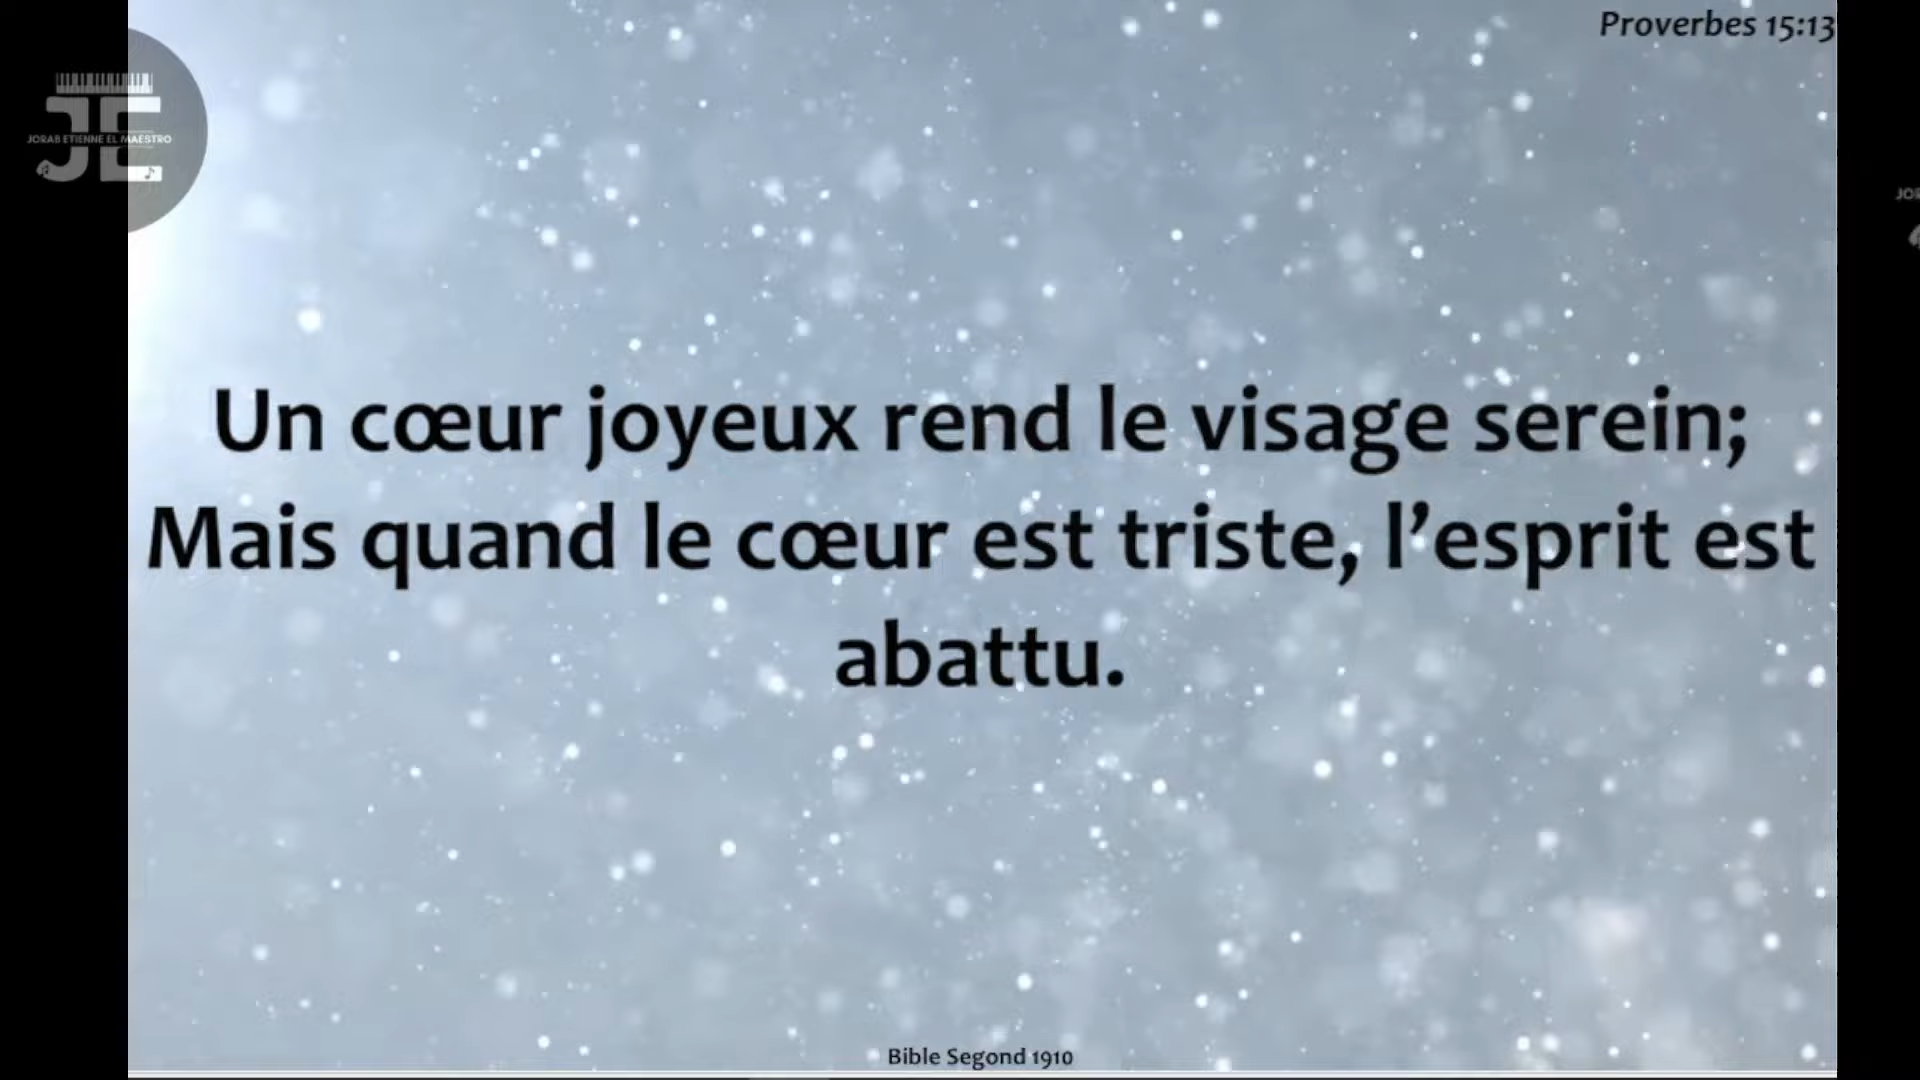 Proverbes 15:13
JE
JORAB ETIENNE EL MAESTRO
Un cœur joyeux rend le visage serein;
Mais quand le cœur est triste, l’esprit est
abattu.
Bible Segond 1910